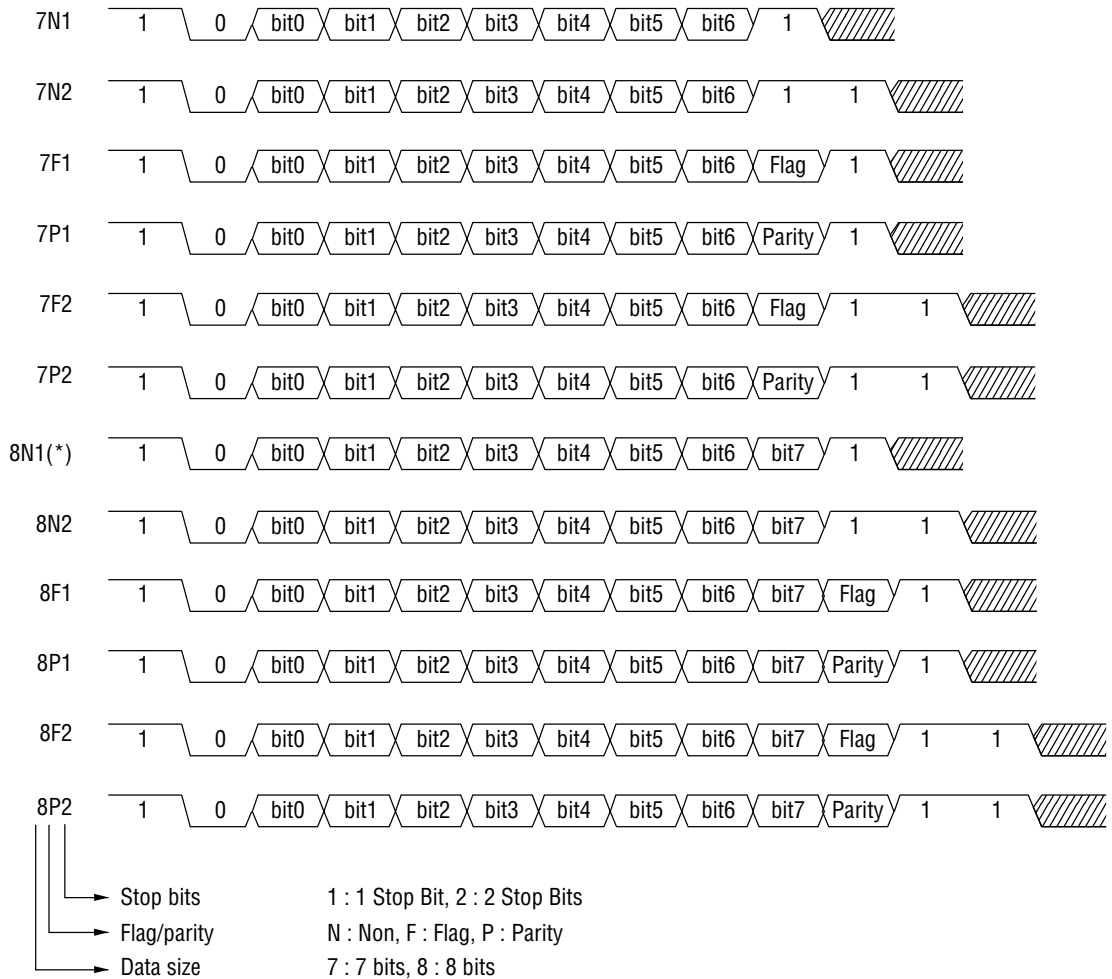 7N1 1 0 bit0 bit1 bit2 bit3 bit4 bit5 bit6 1
7N2 1 0 bit0 bit1 bit2 bit3 bit4 bit5 bit6 1 1
7F1 1 0 bit0 bit1 bit2 bit3 bit4 bit5 bit6 Flag 1
7P1 1 0 bit0 bit1 bit2 bit3 bit4 bit5 bit6 Parity 1
7F2 1 0 bit0 bit1 bit2 bit3 bit4 bit5 bit6 Flag 1 1
7P2 1 0 bit0 bit1 bit2 bit3 bit4 bit5 bit6 Parity 1 1
8N1(*) 1 0 bit0 bit1 bit2 bit3 bit4 bit5 bit6 bit7 1
8N2 1 0 bit0 bit1 bit2 bit3 bit4 bit5 bit6 bit7 1 1
8F1 1 0 bit0 bit1 bit2 bit3 bit4 bit5 bit6 bit7 Flag 1
8P1 1 0 bit0 bit1 bit2 bit3 bit4 bit5 bit6 bit7 Parity 1
8F2 1 0 bit0 bit1 bit2 bit3 bit4 bit5 bit6 bit7 Flag 1 1
8P2 1 0 bit0 bit1 bit2 bit3 bit4 bit5 bit6 bit7 Parity 1 1
Stop bits 1 : 1 Stop Bit, 2 : 2 Stop Bits
Flag/parity N : Non, F : Flag, P : Parity
Data size 7 : 7 bits, 8 : 8 bits